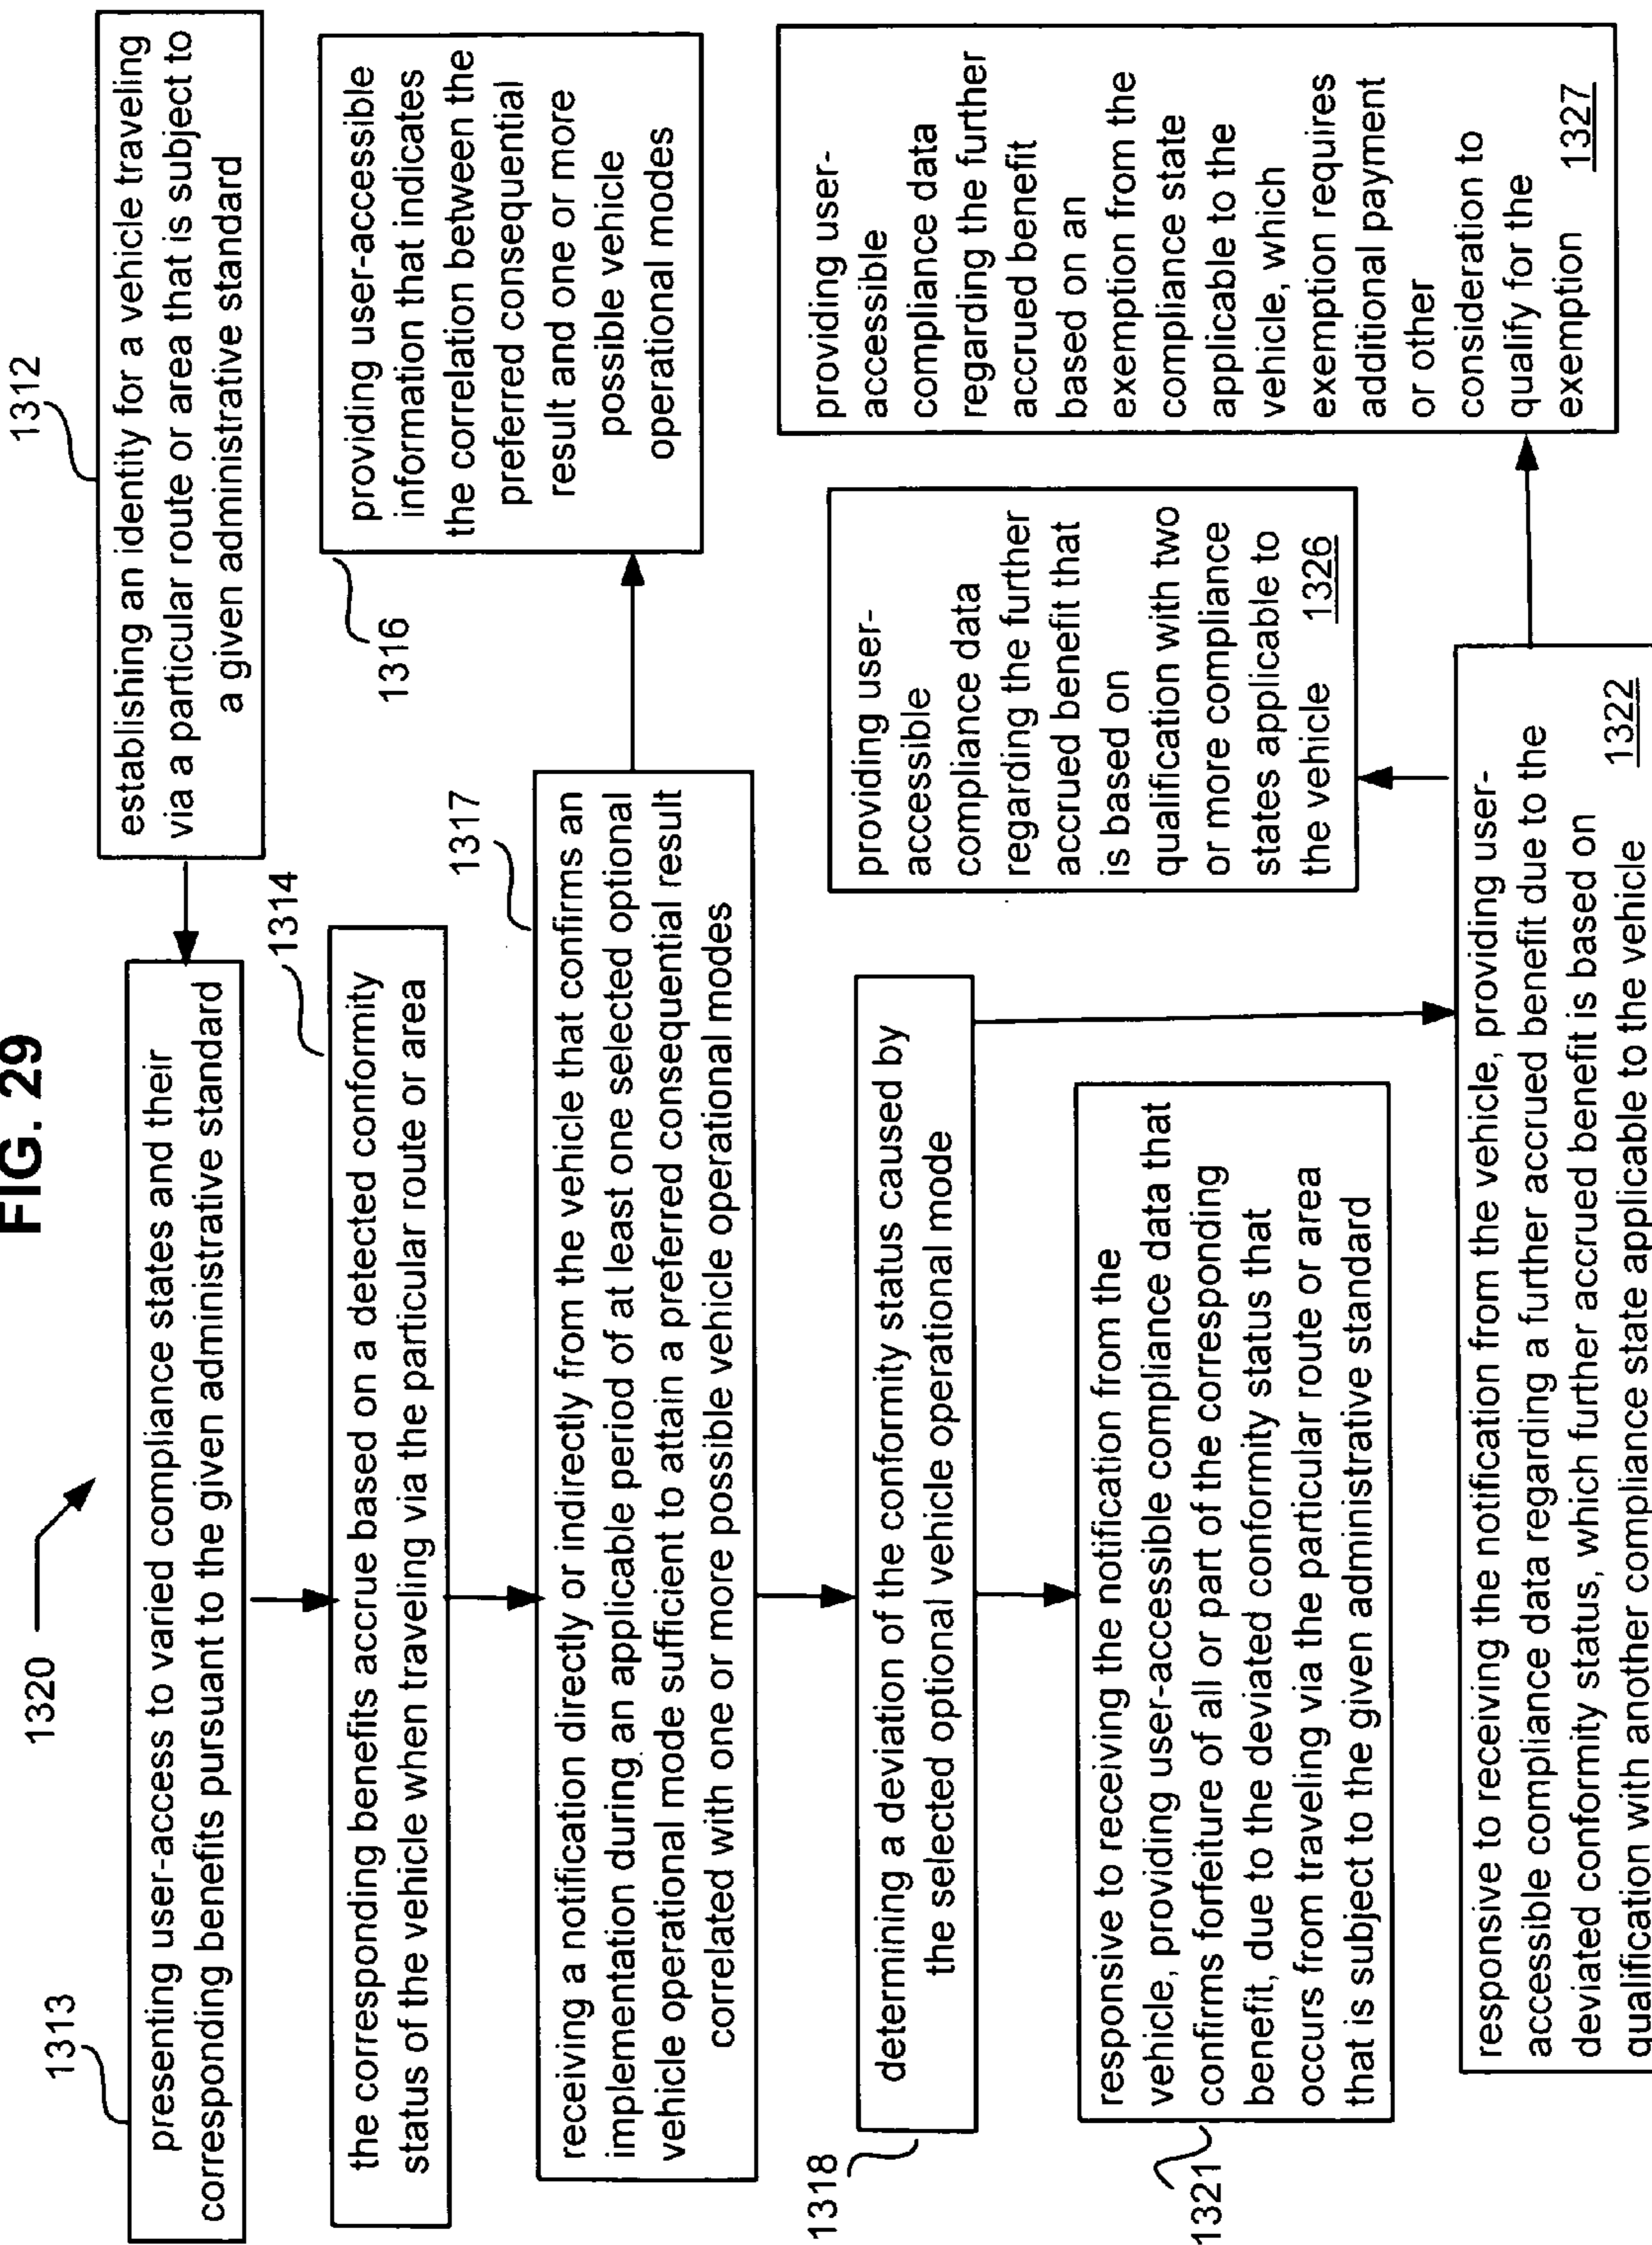 FIG. 29
1320
1312
establishing an identity for a vehicle traveling
via a particular route or area that is subject to
a given administrative standard
1313
presenting user-access to varied compliance states and their
corresponding benefits pursuant to the given administrative standard
1314
the corresponding benefits accrue based on a detected conformity
status of the vehicle when traveling via the particular route or area
1316
providing user-accessible
information that indicates
the correlation between the
preferred consequential
result and one or more
possible vehicle
operational modes
1317
receiving a notification directly or indirectly from the vehicle that confirms an
implementation during an applicable period of at least one selected optional
vehicle operational mode sufficient to attain a preferred consequential result
correlated with one or more possible vehicle operational modes
1318
determining a deviation of the conformity status caused by
the selected optional vehicle operational mode
1321
responsive to receiving the notification from the
vehicle, providing user-accessible compliance data that
confirms forfeiture of all or part of the corresponding
benefit, due to the deviated conformity status that
occurs from traveling via the particular route or area
that is subject to the given administrative standard
providing user-
accessible
compliance data
regarding the further
accrued benefit that
is based on
qualification with two
or more compliance
states applicable to
the vehicle 1326
providing user-
accessible
compliance data
regarding the further
accrued benefit
based on an
exemption from the
compliance state
applicable to the
vehicle, which
exemption requires
additional payment
or other
consideration to
qualify for the
exemption 1327
responsive to receiving the notification from the vehicle, providing user-
accessible compliance data regarding a further accrued benefit due to the
deviated conformity status, which further accrued benefit is based on
qualification with another compliance state applicable to the vehicle 1322